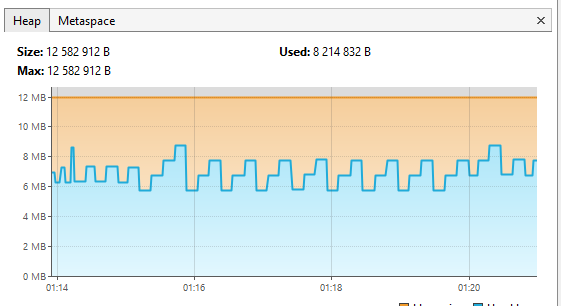 Heap Metaspace ×
Size: 12 582 912 B Used: 8 214 832 B
Max: 12 582 912 B
12 MB
10 MB
8 MB
6 MB
4 MB
2 MB
0 MB
01:14 01:16 01:18 01:20